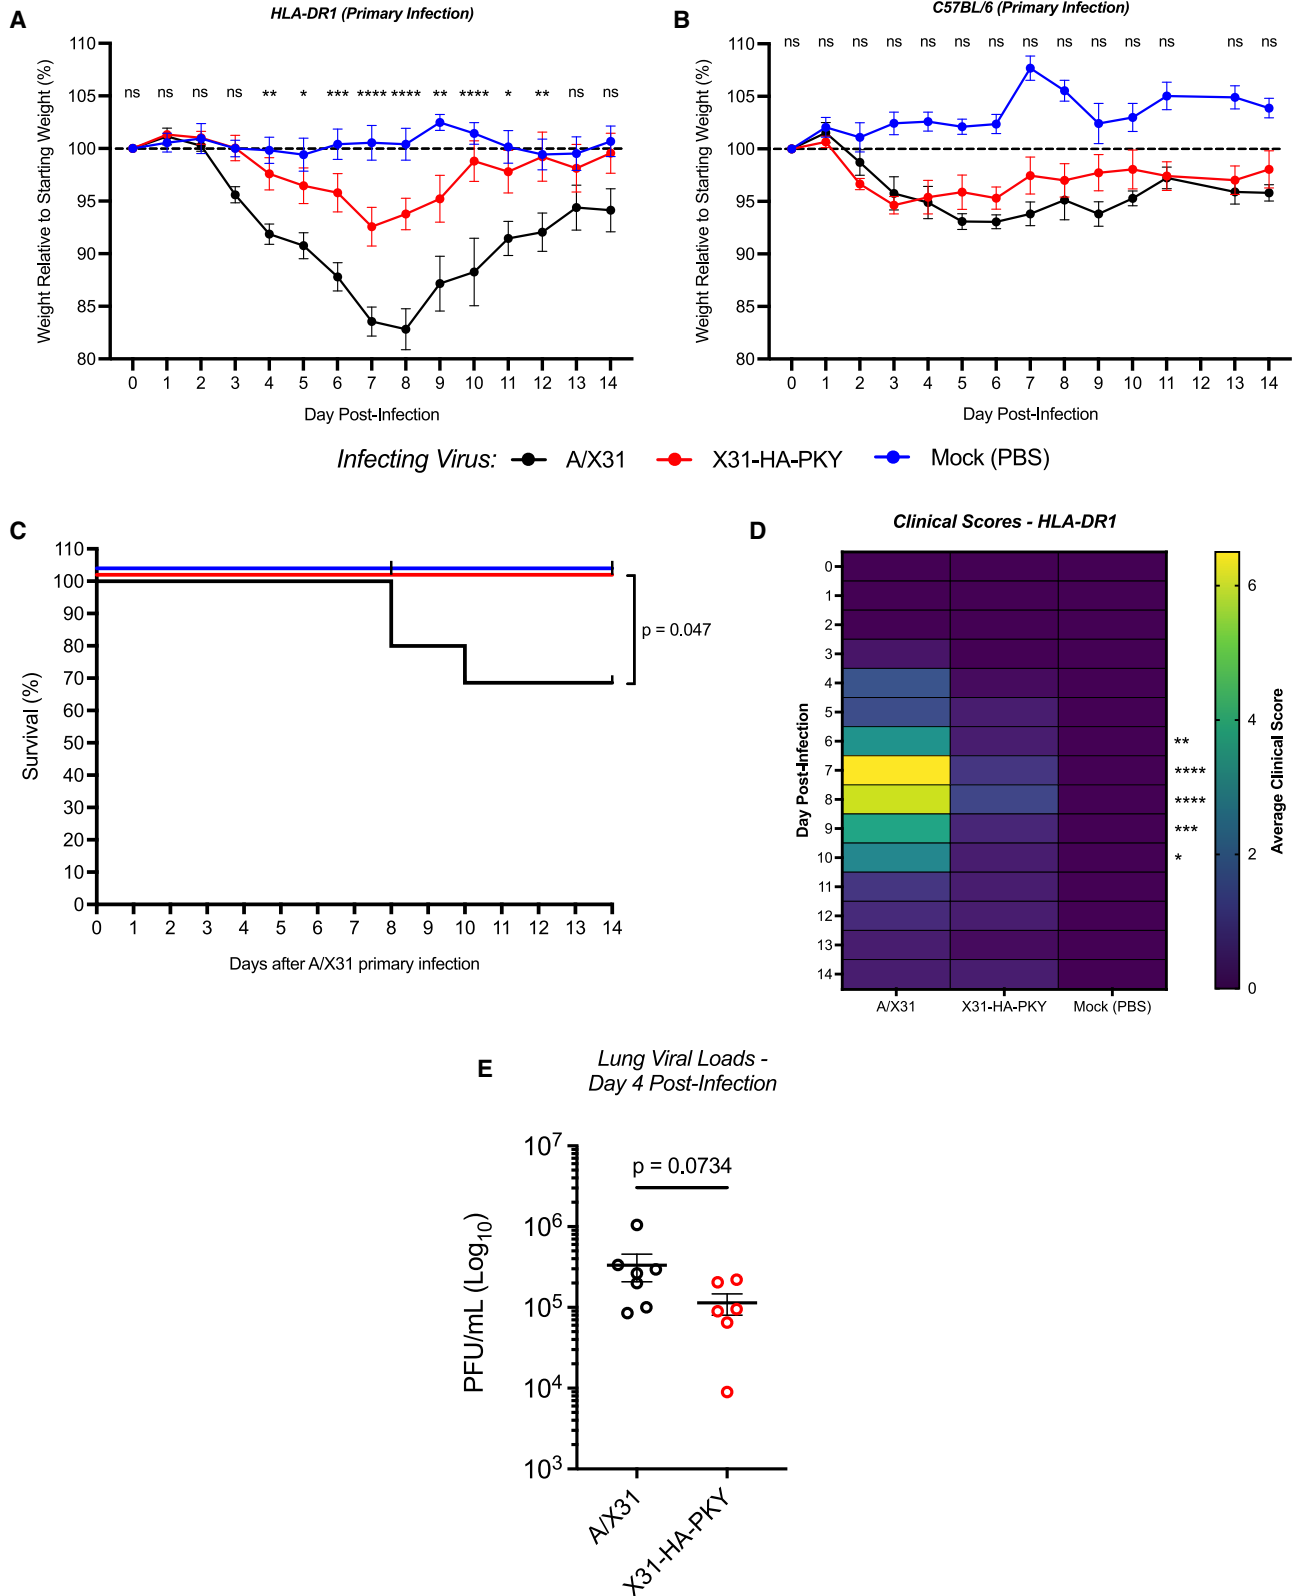 A
HLA-DR1 (Primary Infection)
Weight Relative to Starting Weight (%)
110
105
100
95
90
85
80
ns ns ns ns ** * *** **** **** ** **** * ** ns ns
0 1 2 3 4 5 6 7 8 9 10 11 12 13 14
Day Post-Infection
B
C57BL/6 (Primary Infection)
Weight Relative to Starting Weight (%)
110
105
100
95
90
85
80
ns ns ns ns ns ns ns ns ns ns ns ns ns ns
0 1 2 3 4 5 6 7 8 9 10 11 12 13 14
Day Post-Infection
Infecting Virus: A/X31 X31-HA-PKY Mock (PBS)
C
Survival (%)
110
100
90
80
70
60
50
40
30
20
10
0
p = 0.047
0 1 2 3 4 5 6 7 8 9 10 11 12 13 14
Days after A/X31 primary infection
D
Clinical Scores - HLA-DR1
Day Post-Infection
0
1
2
3
4
5
6 **
7 ****
8 ****
9 ***
10 *
11
12
13
14
A/X31 X31-HA-PKY Mock (PBS)
6
4
2
0
Average Clinical Score
E
Lung Viral Loads -
Day 4 Post-Infection
PFU/mL (Log10)
10^7
10^6
10^5
10^4
10^3
p = 0.0734
A/X31
X31-HA-PKY